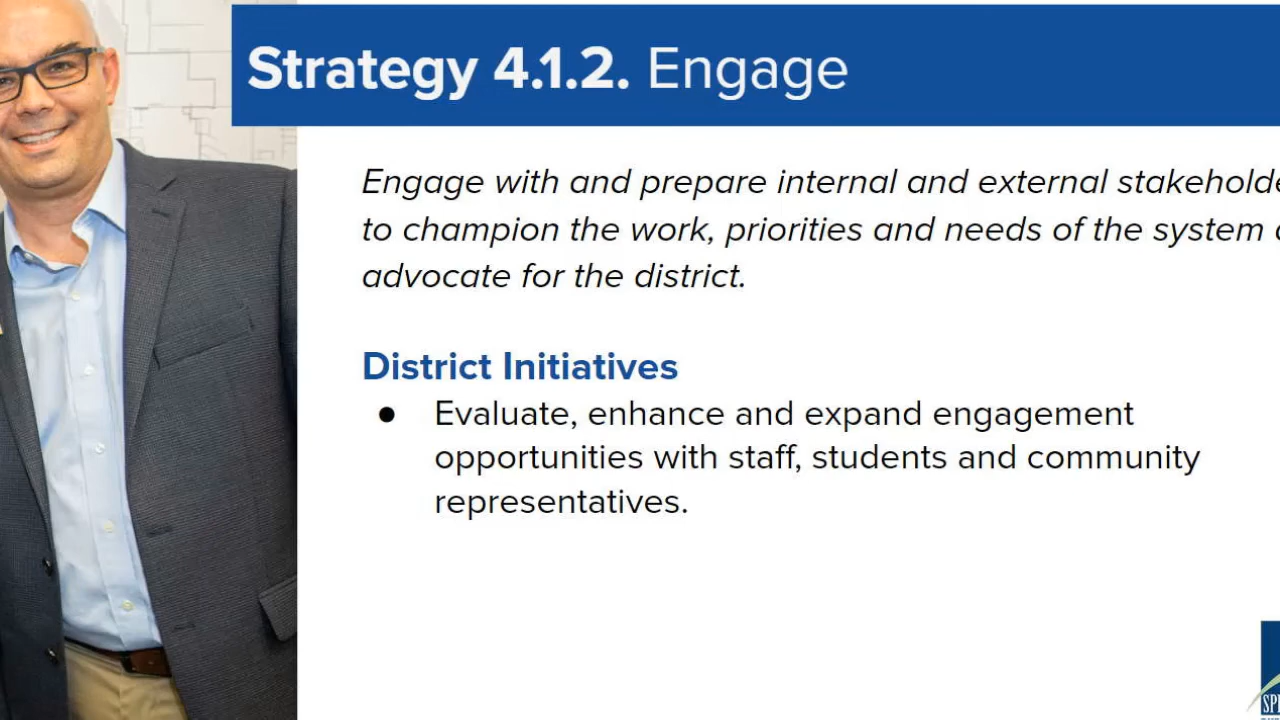 Strategy 4.1.2. Engage
Engage with and prepare internal and external
to champion the work, priorities and needs of the system
advocate for the district.
District Initiatives
● Evaluate, enhance and expand engagement
opportunities with staff, students and community
representatives.